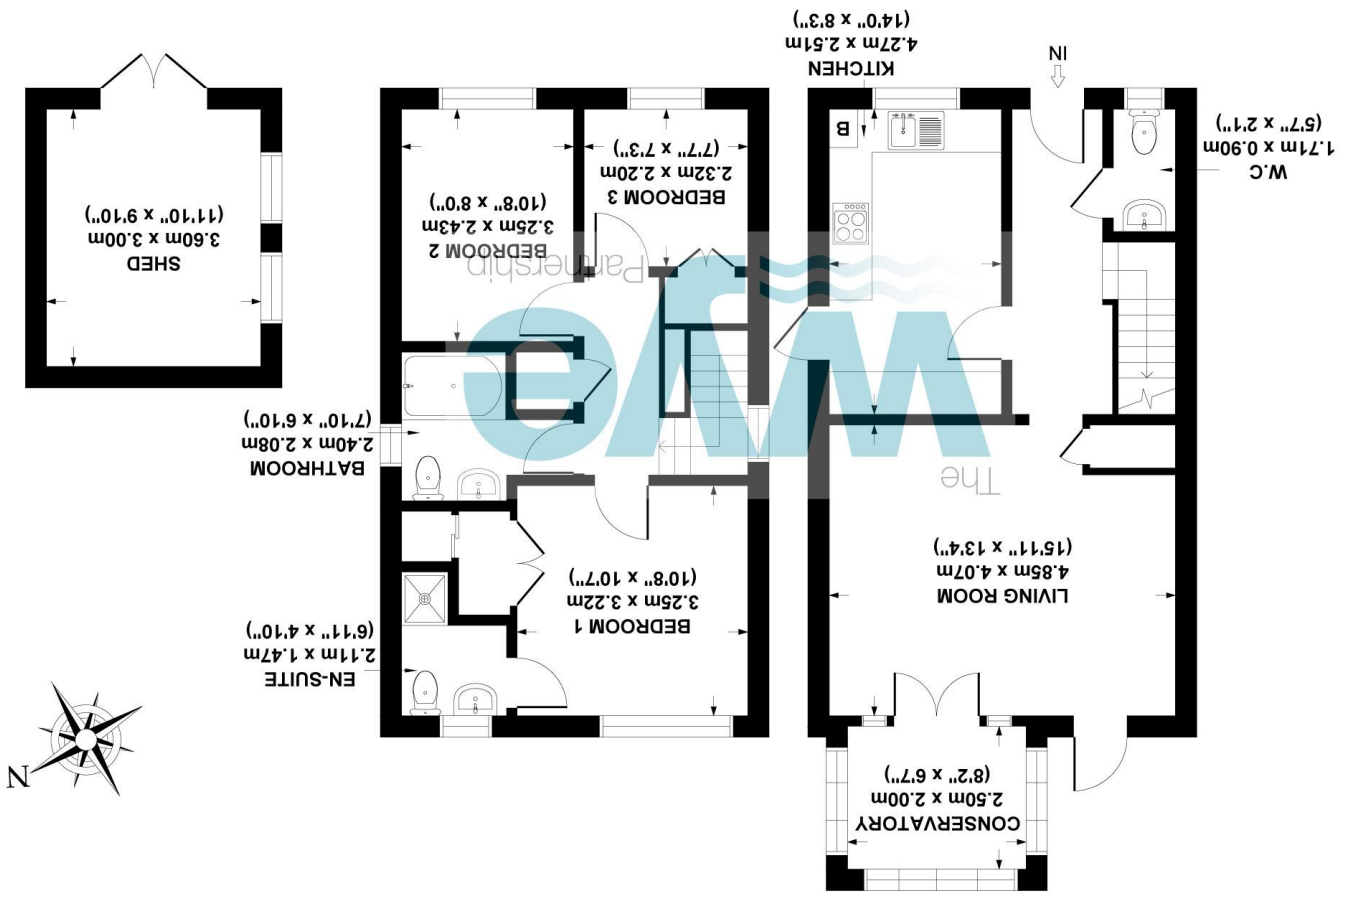 CONSERVATORY
2.50m x 2.00m
(8'2" x 6'7")
LIVING ROOM
4.85m x 4.07m
(15'11" x 13'4")
W.C
1.71m x 0.90m
(5'7" x 2'1")
B
IN
KITCHEN
4.27m x 2.51m
(14'0" x 8'3")
The
wye
Partnership
BEDROOM 1
3.25m x 3.22m
(10'8" x 10'7")
EN-SUITE
2.11m x 1.47m
(6'11" x 4'10")
BATHROOM
2.40m x 2.08m
(7'10" x 6'10")
BEDROOM 3
2.32m x 2.20m
(7'7" x 7'3")
BEDROOM 2
3.25m x 2.43m
(10'8" x 8'0")
N
SHED
3.60m x 3.00m
(11'10" x 9'10")